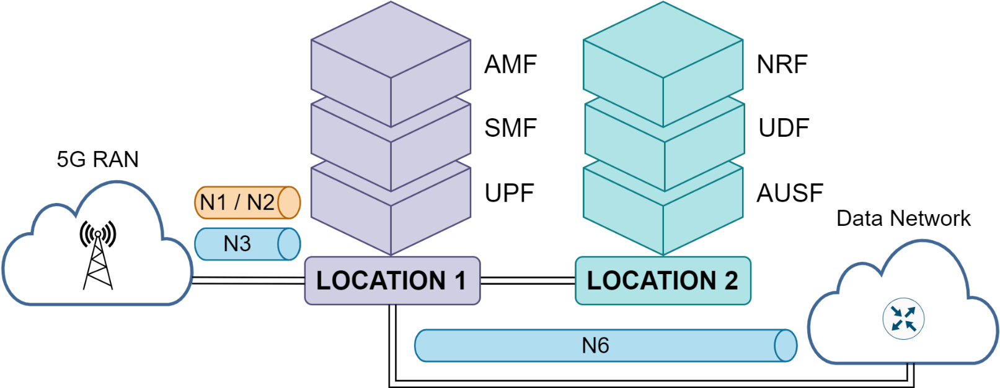 AMF
SMF
UPF
NRF
UDF
AUSF
5G RAN
N1 / N2
N3
LOCATION 1
LOCATION 2
Data Network
N6